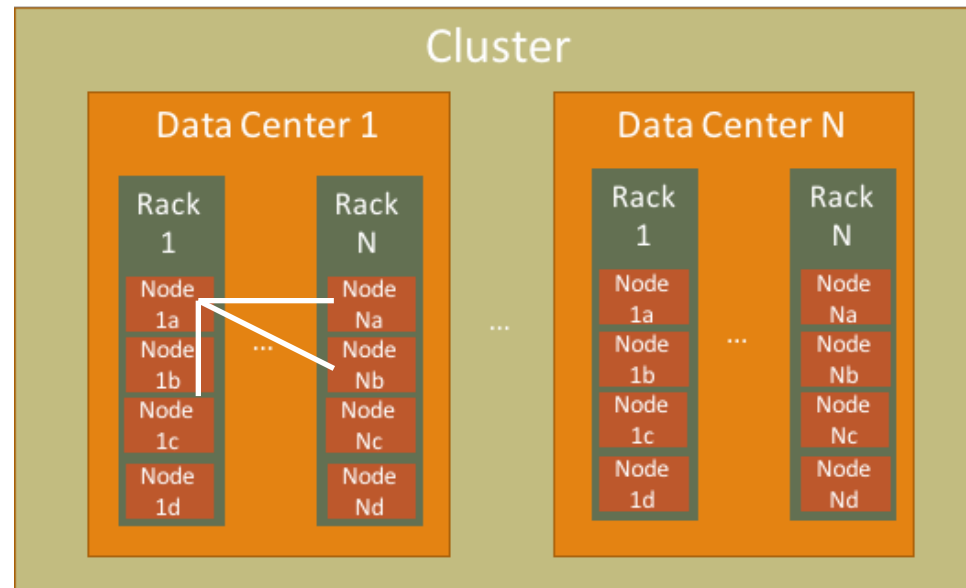 Cluster
Data Center 1
Rack
1
Node
1a
Node
1b
Node
1c
Node
1d
...
Rack
N
Node
Na
Node
Nb
Node
Nc
Node
Nd
...
Data Center N
Rack
1
Node
1a
Node
1b
Node
1c
Node
1d
...
Rack
N
Node
Na
Node
Nb
Node
Nc
Node
Nd